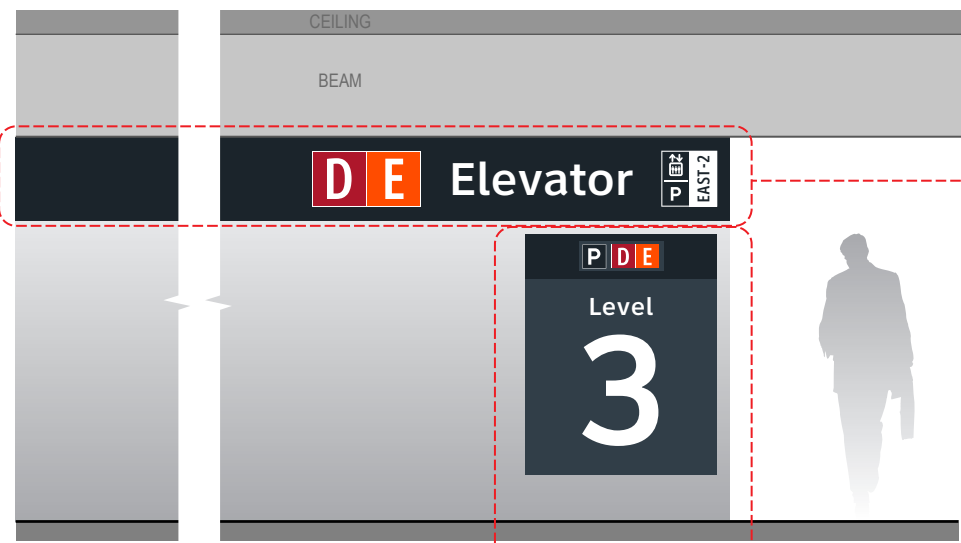 CEILING
BEAM
D E Elevator P EAST-2
P D E
Level
3